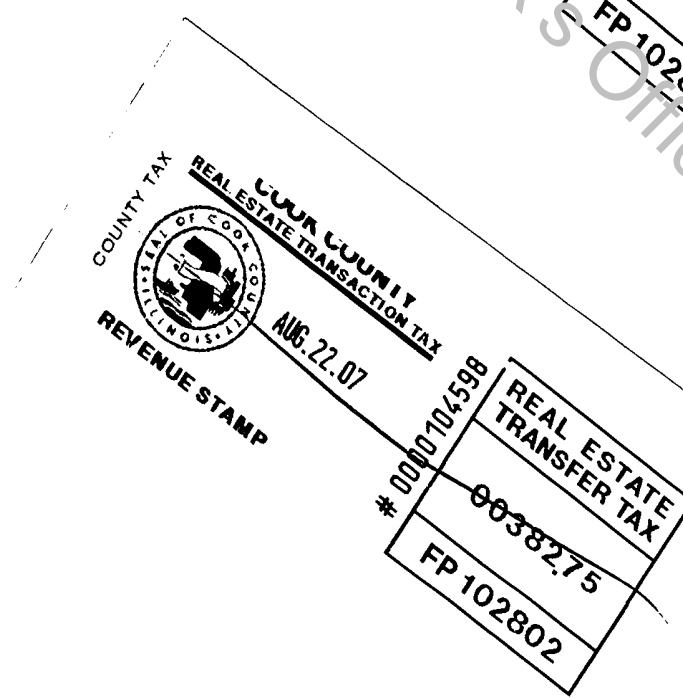 FP 102
's Offic
COUNTY TAX
COOK COUNTY
REAL ESTATE TRANSACTION TAX
SEAL OF COOK COUNTY
ILLINOIS
AUG.22.07
REVENUE STAMP
# 0000104598
REAL ESTATE
TRANSFER TAX
0038275
FP 102802